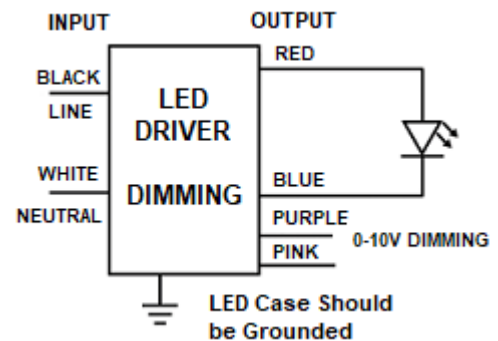 INPUT
OUTPUT
BLACK
LINE
WHITE
NEUTRAL
LED
DRIVER
DIMMING
RED
BLUE
PURPLE
PINK
0-10V DIMMING
LED Case Should
be Grounded